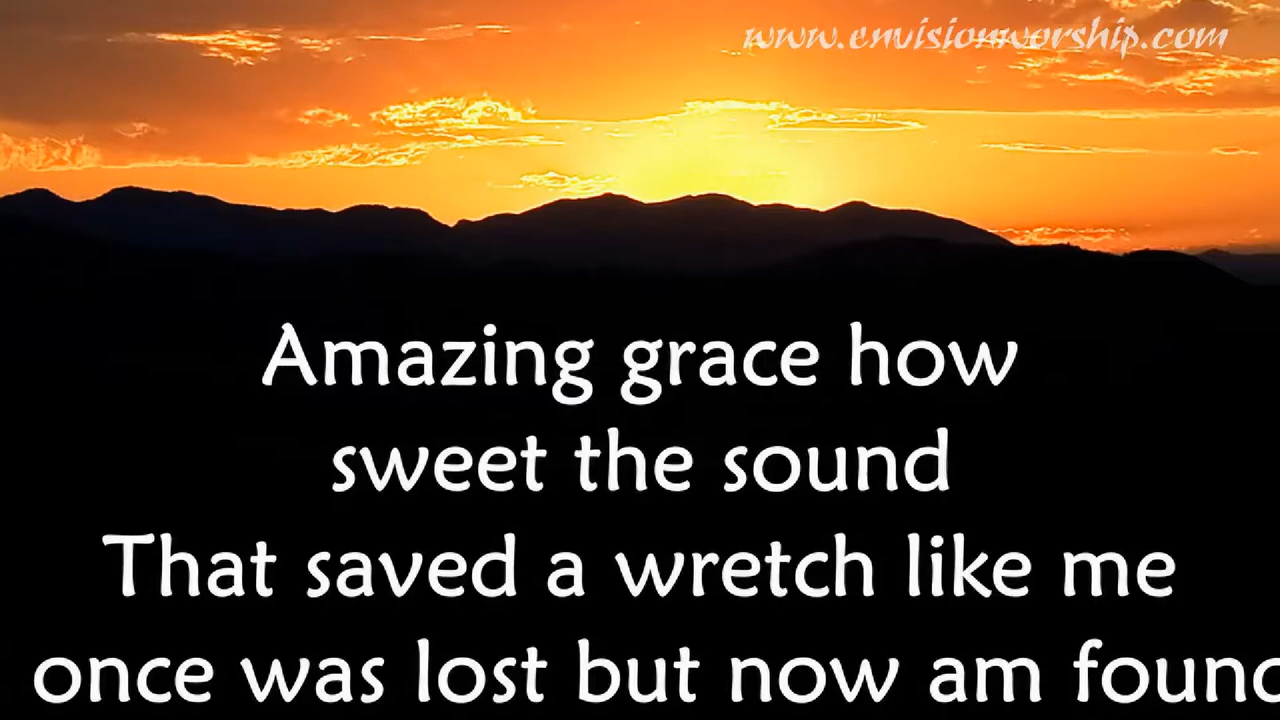 www.envisionworship.com
Amazing grace how
sweet the sound
That saved a wretch like me
once was lost but now am found